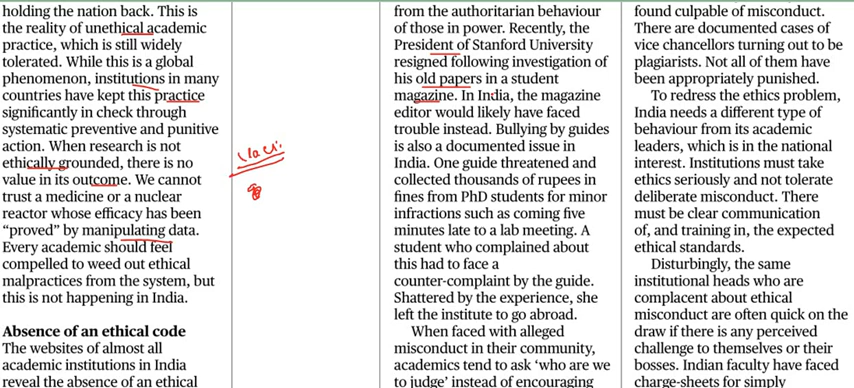 holding the nation back. This is
the reality of unethical academic
practice, which is still widely
tolerated. While this is a global
phenomenon, institutions in many
countries have kept this practice
significantly in check through
systematic preventive and punitive
action. When research is not
ethically grounded, there is no
value in its outcome. We cannot
trust a medicine or a nuclear
reactor whose efficacy has been
“proved” by manipulating data.
Every academic should feel
compelled to weed out ethical
malpractices from the system, but
this is not happening in India.
Absence of an ethical code
The websites of almost all
academic institutions in India
reveal the absence of an ethical
from the authoritarian behaviour
of those in power. Recently, the
President of Stanford University
resigned following investigation of
his old papers in a student
magazine. In India, the magazine
editor would likely have faced
trouble instead. Bullying by guides
is also a documented issue in
India. One guide threatened and
collected thousands of rupees in
fines from PhD students for minor
infractions such as coming five
minutes late to a lab meeting. A
student who complained about
this had to face a
counter-complaint by the guide.
Shattered by the experience, she
left the institute to go abroad.
When faced with alleged
misconduct in their community,
academics tend to ask ‘who are we
to judge’ instead of encouraging
found culpable of misconduct.
There are documented cases of
vice chancellors turning out to be
plagiarists. Not all of them have
been appropriately punished.
To redress the ethics problem,
India needs a different type of
behaviour from its academic
leaders, which is in the national
interest. Institutions must take
ethics seriously and not tolerate
deliberate misconduct. There
must be clear communication
of, and training in, the expected
ethical standards.
Disturbingly, the same
institutional heads who are
complacent about ethical
misconduct are often quick on the
draw if there is any perceived
challenge to themselves or their
bosses. Indian faculty have faced
charge-sheets for simply